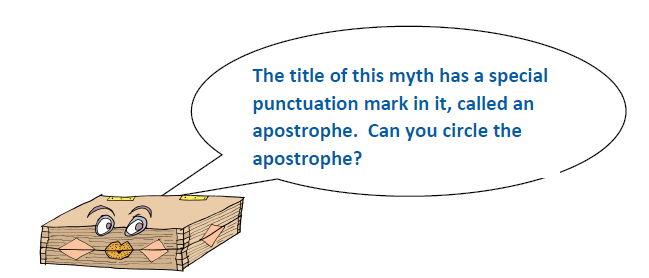 The title of this myth has a special
punctuation mark in it, called an
apostrophe.  Can you circle the
apostrophe?